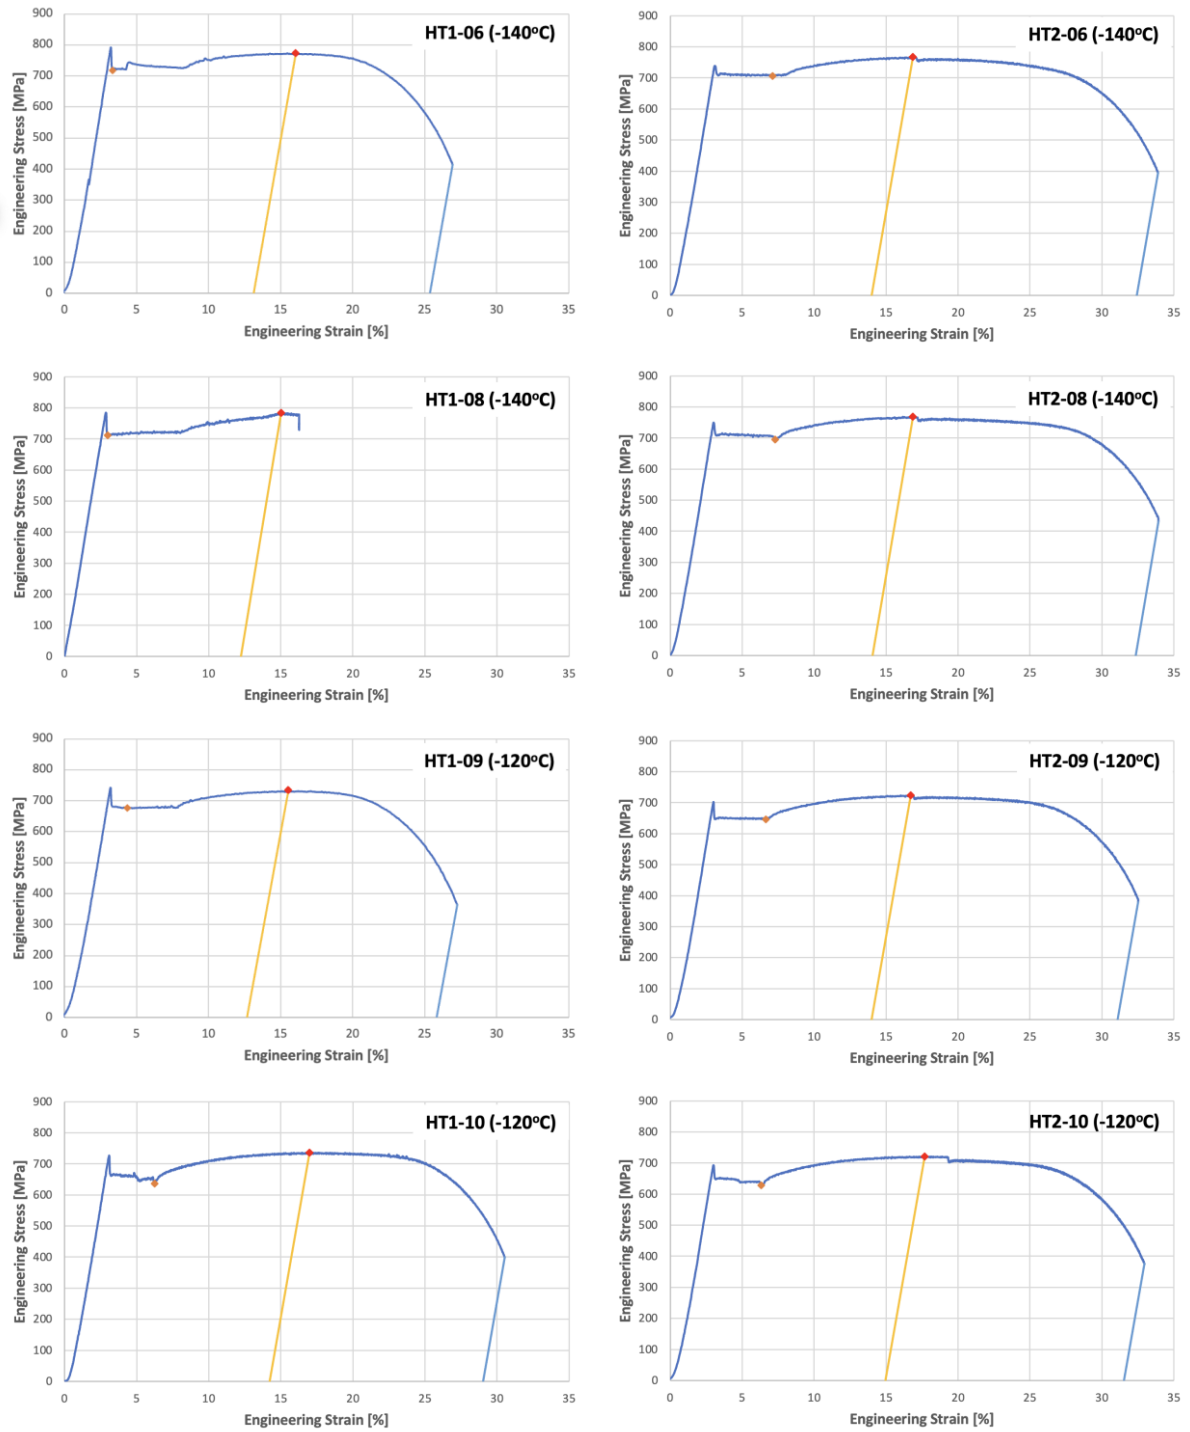 HT1-06 (-140ᵒC)
Engineering Stress [MPa]
900
800
700
600
500
400
300
200
100
0
0 5 10 15 20 25 30 35
Engineering Strain [%]
HT2-06 (-140ᵒC)
Engineering Stress [MPa]
900
800
700
600
500
400
300
200
100
0
0 5 10 15 20 25 30 35
Engineering Strain [%]
HT1-08 (-140ᵒC)
Engineering Stress [MPa]
900
800
700
600
500
400
300
200
100
0
0 5 10 15 20 25 30 35
Engineering Strain [%]
HT2-08 (-140ᵒC)
Engineering Stress [MPa]
900
800
700
600
500
400
300
200
100
0
0 5 10 15 20 25 30 35
Engineering Strain [%]
HT1-09 (-120ᵒC)
Engineering Stress [MPa]
900
800
700
600
500
400
300
200
100
0
0 5 10 15 20 25 30 35
Engineering Strain [%]
HT2-09 (-120ᵒC)
Engineering Stress [MPa]
900
800
700
600
500
400
300
200
100
0
0 5 10 15 20 25 30 35
Engineering Strain [%]
HT1-10 (-120ᵒC)
Engineering Stress [MPa]
900
800
700
600
500
400
300
200
100
0
0 5 10 15 20 25 30 35
Engineering Strain [%]
HT2-10 (-120ᵒC)
Engineering Stress [MPa]
900
800
700
600
500
400
300
200
100
0
0 5 10 15 20 25 30 35
Engineering Strain [%]